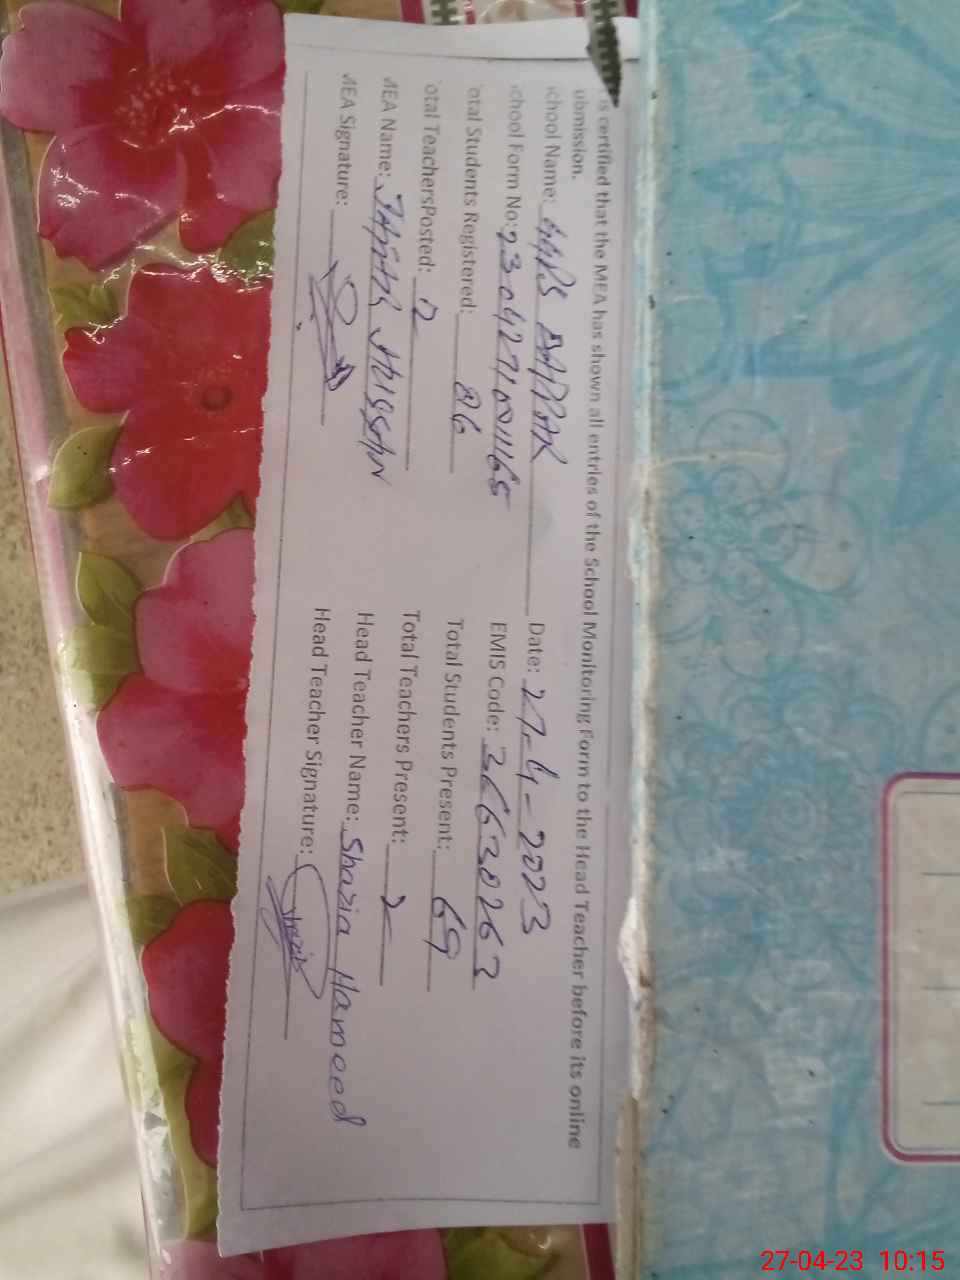 is certified that the MEA has shown all entries of the School Monitoring Form to the Head Teacher before its online
ubmission.
chool Name: Date: 27-4-2023
chool Form No: EMIS Code:
otal Students Registered: 86 Total Students Present: 69
otal TeachersPosted: 2 Total Teachers Present: 2
MEA Name: Head Teacher Name: Shazia Hameed
MEA Signature: Head Teacher Signature: Shazia
27-04-23 10:15